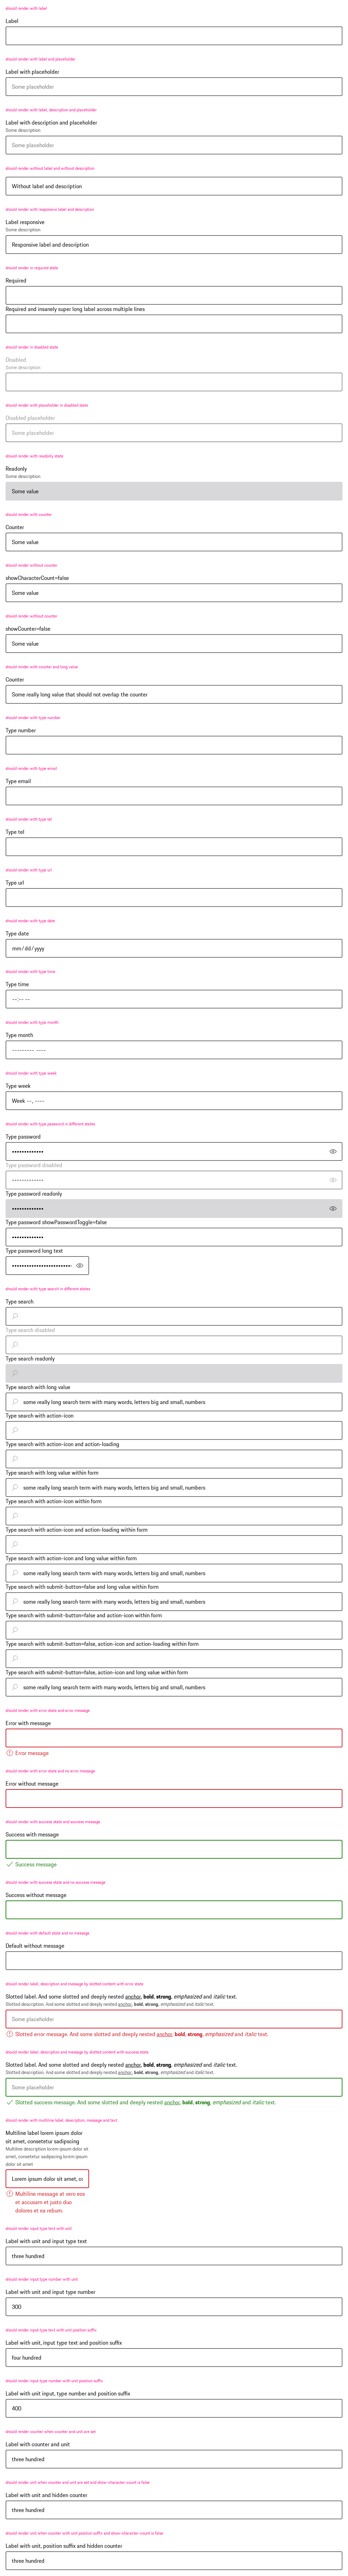 should render with label
Label
should render with label and placeholder
Label with placeholder
Some placeholder
should render with label, description and placeholder
Label with description and placeholder
Some description
Some placeholder
should render without label and without description
Without label and description
should render with responsive label and description
Label responsive
Some description
Responsive label and description
should render in required state
Required
Required and insanely super long label across multiple lines
should render in disabled state
Disabled
Some description
should render with placeholder in disabled state
Disabled placeholder
Some placeholder
should render with readonly state
Readonly
Some description
Some value
should render with counter
Counter
Some value
should render without counter
showCharacterCount=false
Some value
should render without counter
showCounter=false
Some value
should render with counter and long value
Counter
Some really long value that should not overlap the counter
should render with type number
Type number
should render with type email
Type email
should render with type tel
Type tel
should render with type url
Type url
should render with type date
Type date
mm/dd/yyyy
should render with type time
Type time
--:-- --
should render with type month
Type month
--------- ----
should render with type week
Type week
Week --, ----
should render with type password in different states
Type password
•••••••••••••
Type password disabled
•••••••••••••
Type password readonly
•••••••••••••
Type password showPasswordToggle=false
•••••••••••••
Type password long text
•••••••••••••••••••••••••
should render with type search in different states
Type search
Type search disabled
Type search readonly
Type search with long value
some really long search term with many words, letters big and small, numbers
Type search with action-icon
Type search with action-icon and action-loading
Type search with long value within form
some really long search term with many words, letters big and small, numbers
Type search with action-icon within form
Type search with action-icon and action-loading within form
Type search with action-icon and long value within form
some really long search term with many words, letters big and small, numbers
Type search with submit-button=false and long value within form
some really long search term with many words, letters big and small, numbers
Type search with submit-button=false and action-icon within form
Type search with submit-button=false, action-icon and action-loading within form
Type search with submit-button=false, action-icon and long value within form
some really long search term with many words, letters big and small, numbers
should render with error state and error message
Error with message
Error message
should render with error state and no error message
Error without message
should render with success state and success message
Success with message
Success message
should render with success state and no success message
Success without message
should render with default state and no message
Default without message
should render label, description and message by slotted content with error state
Slotted label. And some slotted and deeply nested anchor, bold, strong, emphasized and italic text.
Slotted description. And some slotted and deeply nested anchor, bold, strong, emphasized and italic text.
Some placeholder
Slotted error message. And some slotted and deeply nested anchor, bold, strong, emphasized and italic text.
should render label, description and message by slotted content with success state
Slotted label. And some slotted and deeply nested anchor, bold, strong, emphasized and italic text.
Slotted description. And some slotted and deeply nested anchor, bold, strong, emphasized and italic text.
Some placeholder
Slotted success message. And some slotted and deeply nested anchor, bold, strong, emphasized and italic text.
should render with multiline label, description, message and text
Multiline label lorem ipsum dolor
sit amet, consetetur sadipscing
Multiline description lorem ipsum dolor sit
amet, consetetur sadipscing lorem ipsum
dolor sit amet
Lorem ipsum dolor sit amet, co
Multiline message at vero eos
et accusam et justo duo
dolores et ea rebum.
should render input type text with unit
Label with unit and input type text
three hundred
should render input type number with unit
Label with unit and input type number
300
should render input type text with unit position suffix
Label with unit, input type text and position suffix
four hundred
should render input type number with unit position suffix
Label with unit input, type number and position suffix
400
should render counter when counter and unit are set
Label with counter and unit
three hundred
should render unit when counter and unit are set and show-character-count is false
Label with unit and hidden counter
three hundred
should render unit when counter and unit with unit position suffix and show-character-count is false
Label with unit, position suffix and hidden counter
three hundred